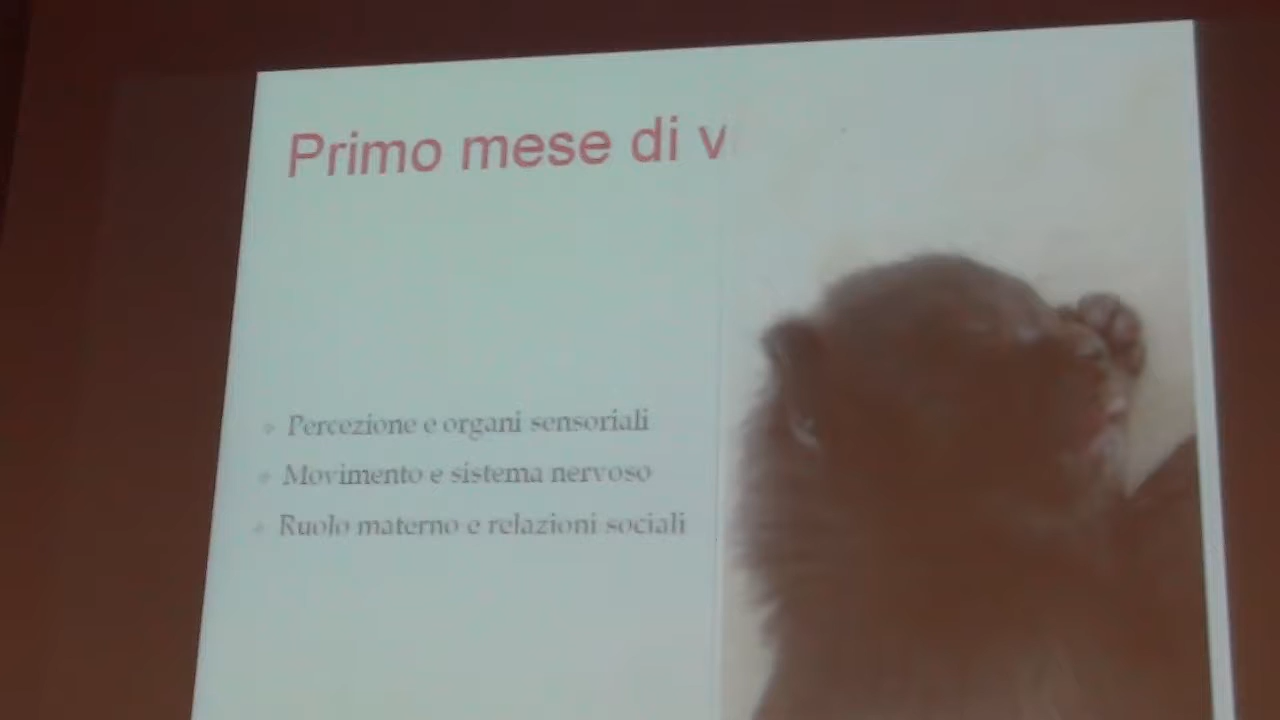 Primo mese di v
Percezione e organi sensoriali
Movimento e sistema nervoso
Ruolo materno e relazioni sociali